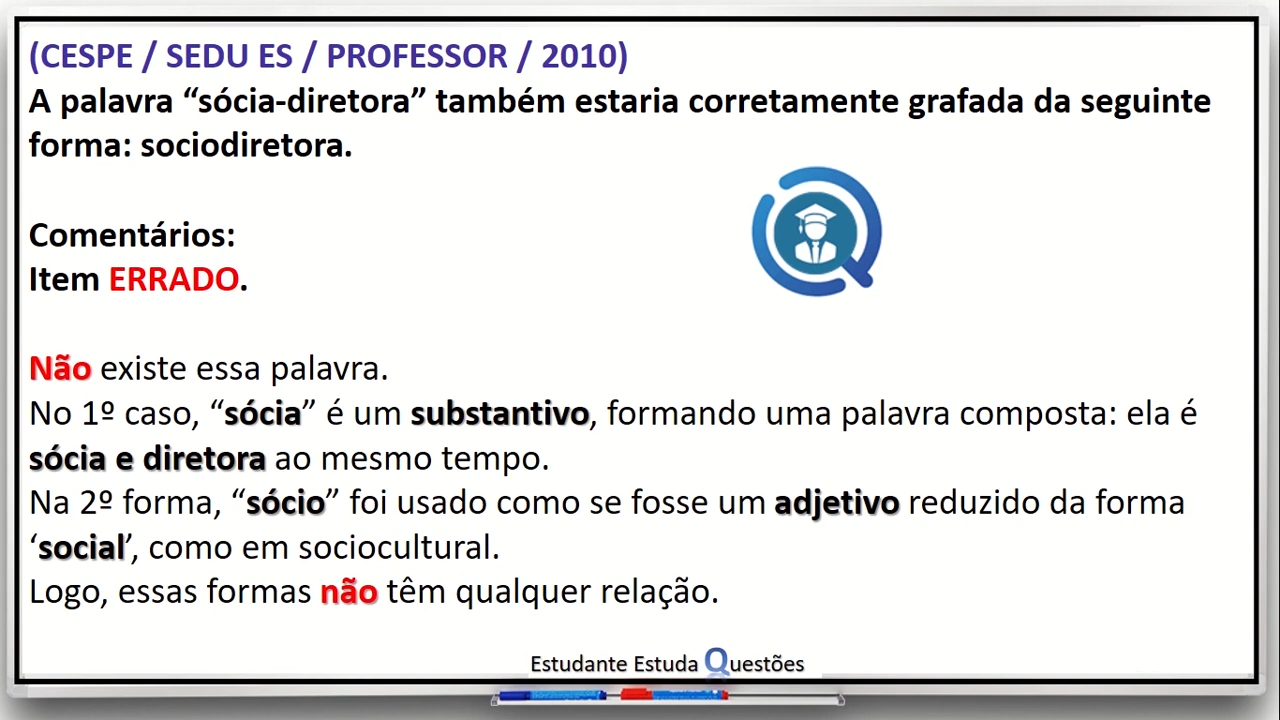 (CESPE / SEDU ES / PROFESSOR / 2010)
A palavra “sócia-diretora” também estaria corretamente grafada da seguinte
forma: sociodiretora.
Comentários:
Item ERRADO.
Não existe essa palavra.
No 1º caso, “sócia” é um substantivo, formando uma palavra composta: ela é
sócia e diretora ao mesmo tempo.
Na 2º forma, “sócio” foi usado como se fosse um adjetivo reduzido da forma
‘social’, como em sociocultural.
Logo, essas formas não têm qualquer relação.
Estudante Estuda Questões